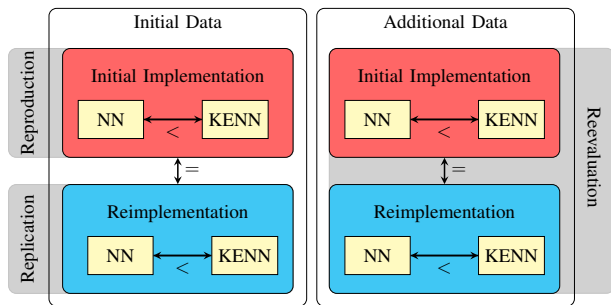 Initial Data
Additional Data
Reproduction
Initial Implementation
NN
<
KENN
=
Replication
Reimplementation
NN
<
KENN
Initial Implementation
NN
<
KENN
=
Reimplementation
NN
<
KENN
Reevaluation